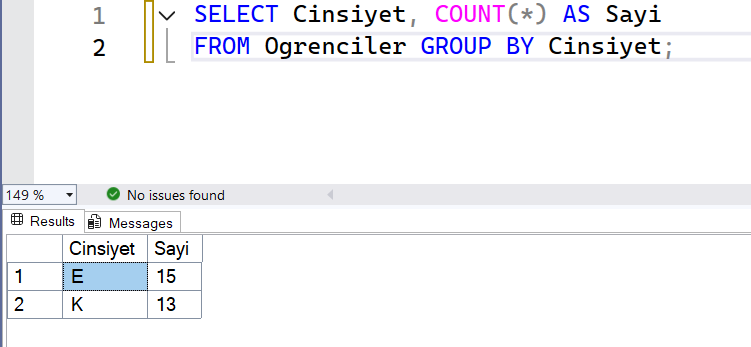 1 SELECT Cinsiyet, COUNT(*) AS Sayi
2 FROM Ogrenciler GROUP BY Cinsiyet;
149 % No issues found
Results Messages
Cinsiyet Sayi
1 E 15
2 K 13